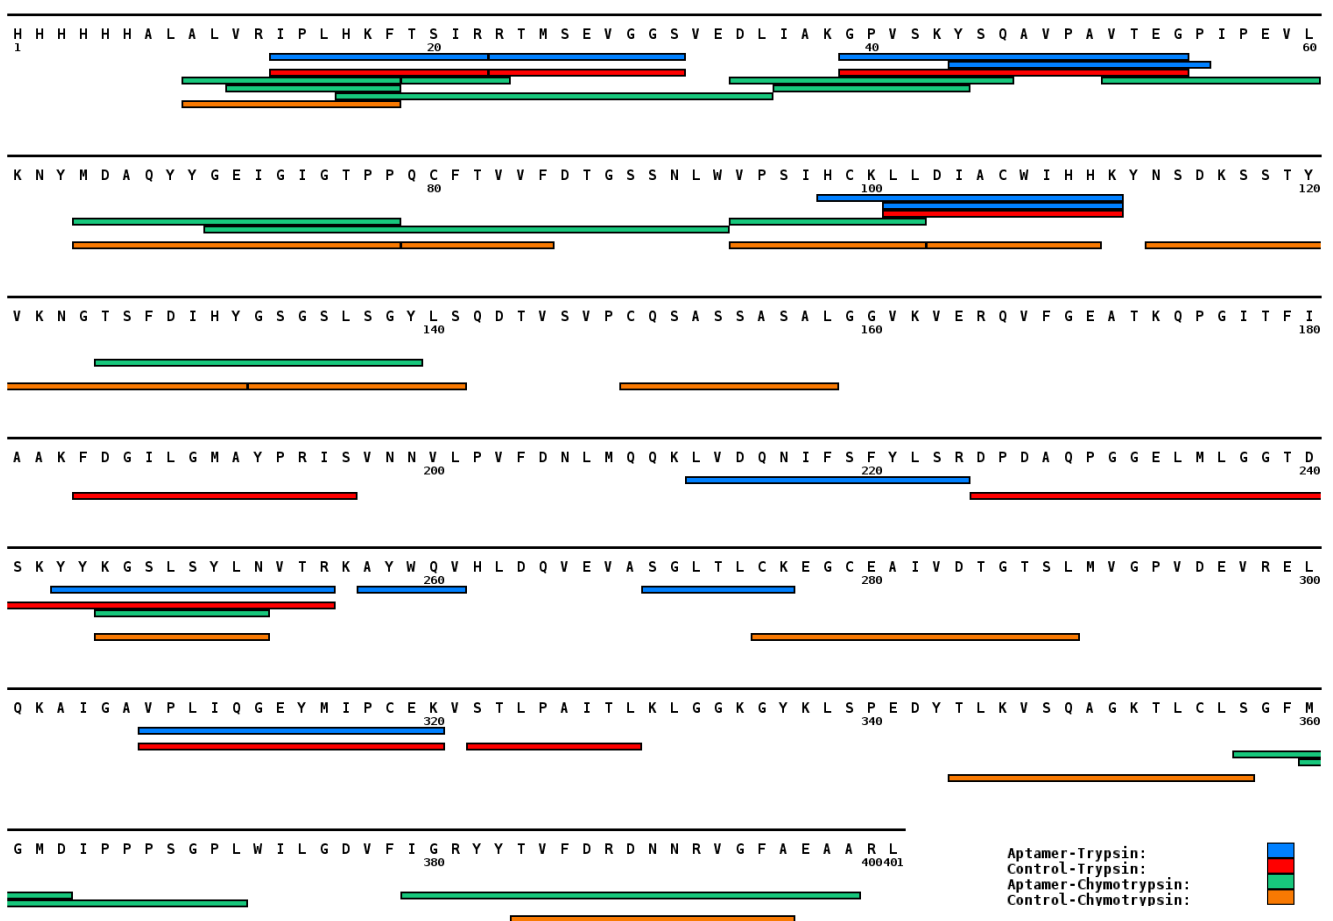 H H H H H H A L A L V R I P L H K F T S I R R T M S E V G G S V E D L I A K G P V S K Y S Q A V P A V T E G P I P E V L
1 20 40 60
K N Y M D A Q Y Y G E I G I G T P P Q C F T V V F D T G S S N L W V P S I H C K L L D I A C W I H H K Y N S D K S S T Y
80 100 120
V K N G T S F D I H Y G S G S L S G Y L S Q D T V S V P C Q S A S S A S A L G G V K V E R Q V F G E A T K Q P G I T F I
140 160 180
A A K F D G I L G M A Y P R I S V N N V L P V F D N L M Q Q K L V D Q N I F S F Y L S R D P D A Q P G G E L M L G G T D
200 220 240
S K Y Y K G S L S Y L N V T R K A Y W Q V H L D Q V E V A S G L T L C K E G C E A I V D T G T S L M V G P V D E V R E L
260 280 300
Q K A I G A V P L I Q G E Y M I P C E K V S T L P A I T L K L G G K G Y K L S P E D Y T L K V S Q A G K T L C L S G F M
320 340 360
G M D I P P P S G P L W I L G D V F I G R Y Y T V F D R D N N R V G F A E A A R L
380 400401
Aptamer-Trypsin:
Control-Trypsin:
Aptamer-Chymotrypsin:
Control-Chymotrypsin: